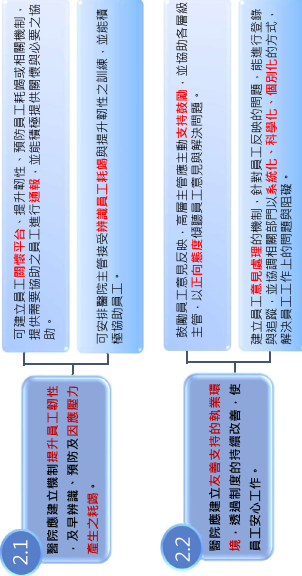 2.1
醫院應建立機制提升員工韌性
，及早辨識、預防及因應壓力
產生之耗竭。
可建立員工關懷平台、提升韌性、預防員工耗竭或相關機制，
提供需要協助之員工進行通報，並能積極提供關懷與必要之協
助。
可安排醫院主管接受辨識員工耗竭與提升韌性之訓練，並能積
極協助員工。
2.2
醫院應建立友善支持的執業環
境，透過制度的持續改善，使
員工安心工作。
鼓勵員工意見反映，高層主管應主動支持鼓勵，並協助各層級
主管，以正向態度傾聽員工意見與解決問題。
建立員工意見處理的機制，針對員工反映的問題，能進行登錄
與追蹤，並協調相關部門以系統化、科學化、個別化的方式，
解決員工工作上的問題與阻礙。